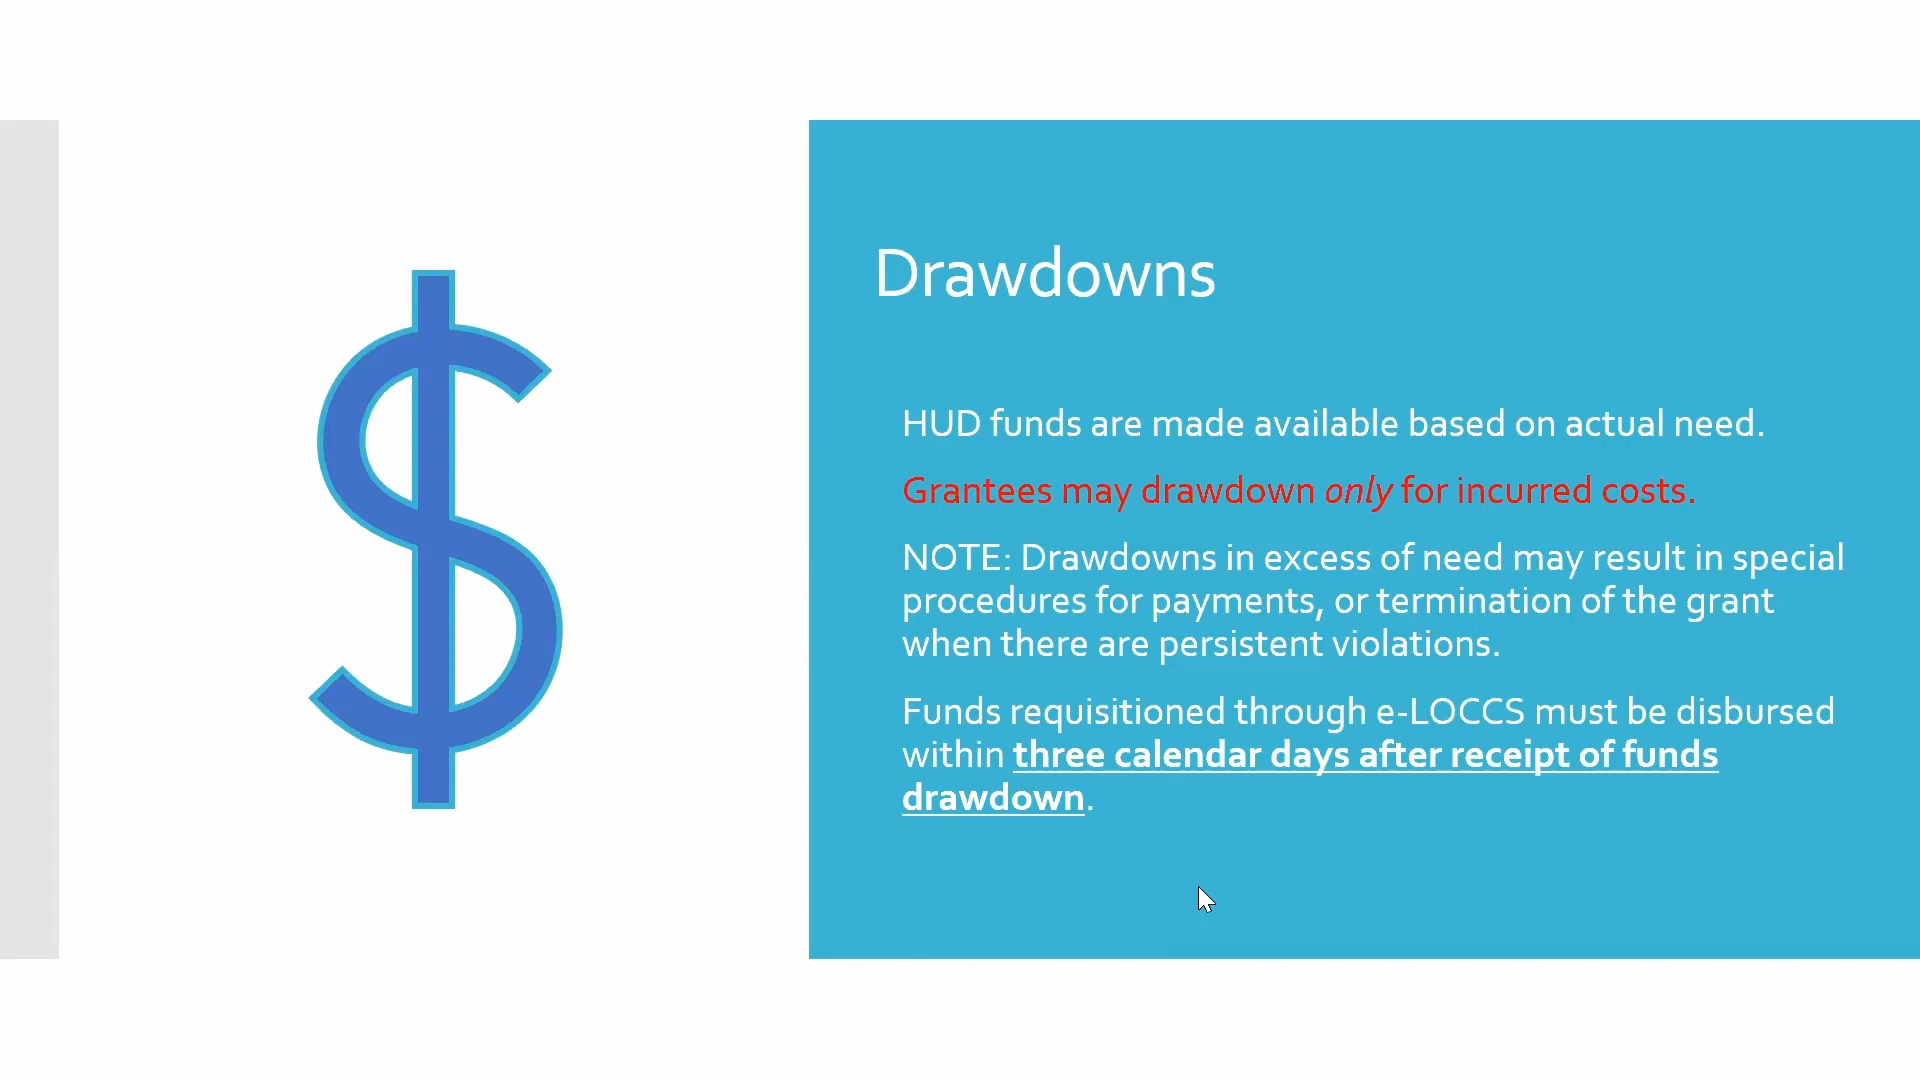 Drawdowns
HUD funds are made available based on actual need.
Grantees may drawdown only for incurred costs.
NOTE: Drawdowns in excess of need may result in special
procedures for payments, or termination of the grant
when there are persistent violations.
Funds requisitioned through e-LOCCS must be disbursed
within three calendar days after receipt of funds
drawdown.